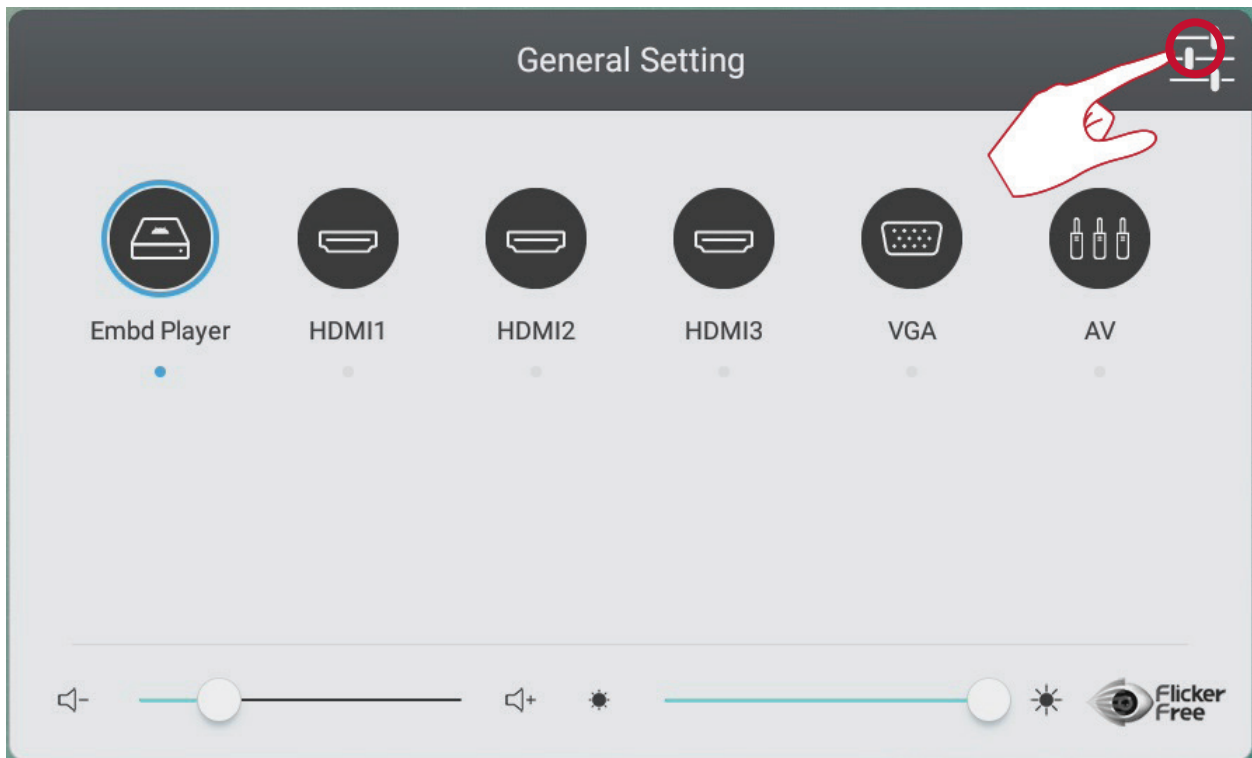 General Setting
Embd Player
HDMI1
HDMI2
HDMI3
VGA
AV
Flicker
Free